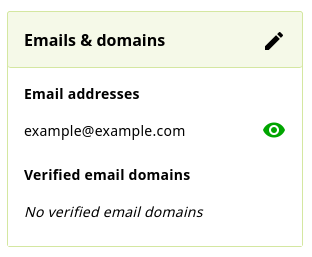 Emails & domains
Email addresses
example@example.com
Verified email domains
No verified email domains